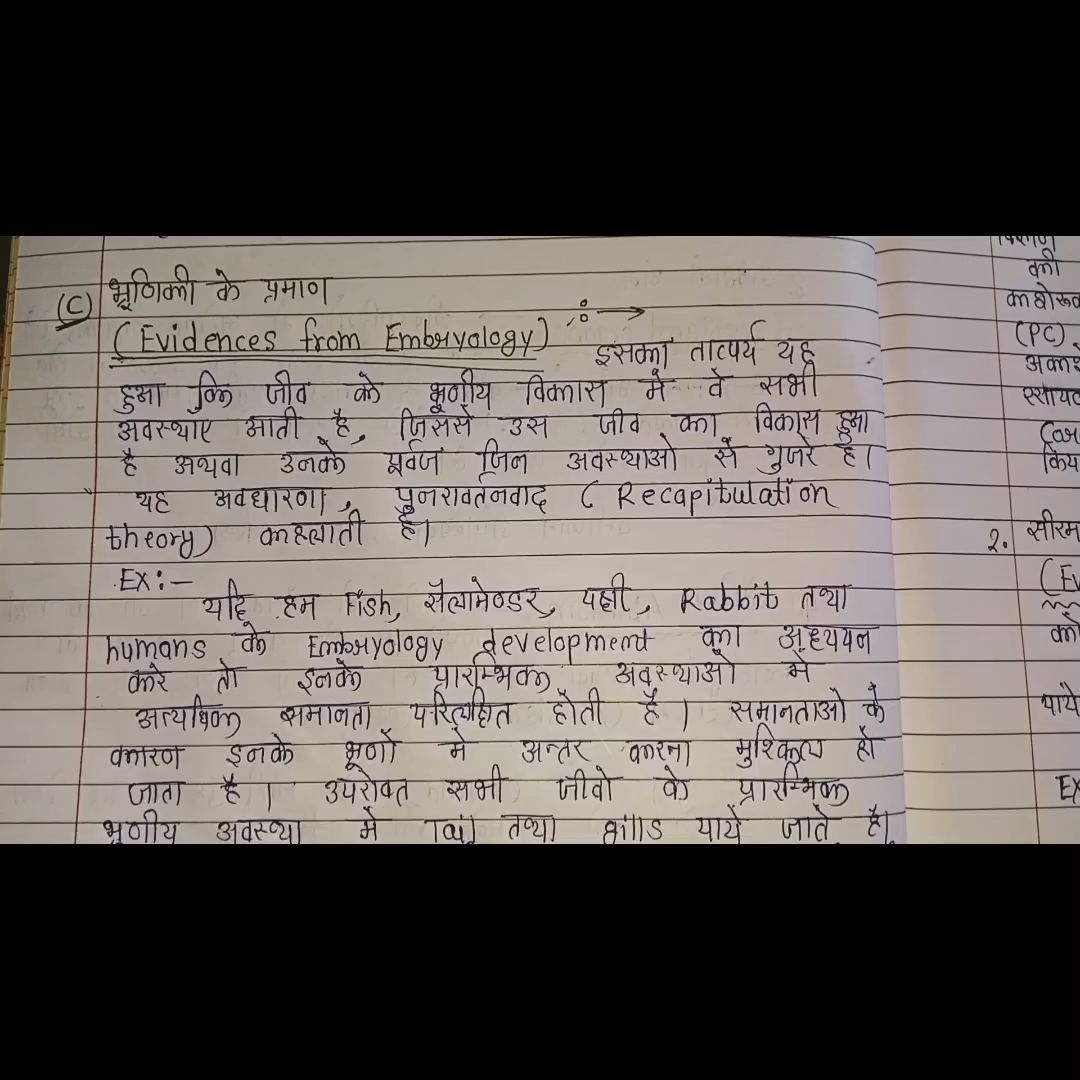 (C) भ्रूणिकी के प्रमाण
(Evidences from Embryology) :→
इसका तात्पर्य यह
हुआ कि जीव के भ्रूणीय विकास मे वे सभी
अवस्थाए आती है, जिससे उस जीव का विकास हुआ
है अथवा उनके पूर्वज जिन अवस्थाओ से गुजरे है।
यह अवधारणा, पुनरावर्तनवाद ( Recapitulation
theory) कहलाती है।
EX:-
यदि हम Fish, सैलामेण्डर, पक्षी, Rabbit तथा
humans के Embryology development का अध्ययन
करे तो इनके प्रारम्भिक अवस्थाओ मे
अत्यधिक समानता परिलक्षित होती है। समानताओ के
कारण इनके भ्रूणों मे अन्तर करना मुश्किल हो
जाता है। उपरोक्त सभी जीवो के प्रारम्भिक
भ्रूणीय अवस्था मे Tail तथा gills पाये जाते है।
की
(PC)
किय
2. सीरम
(Ev
को
पाये
EX